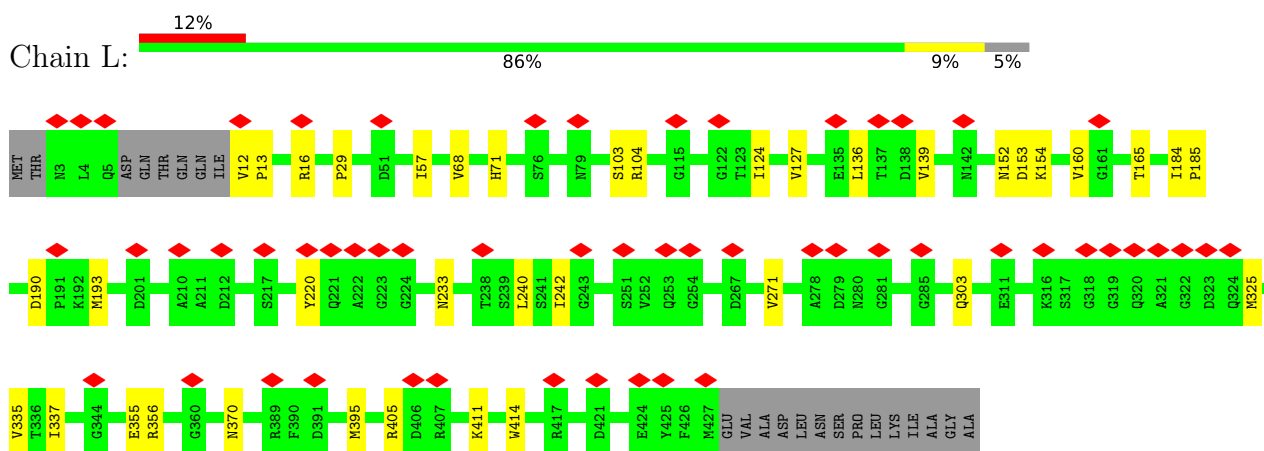 12%
Chain L:
86% 9% 5%
MET THR N3 L4 Q5 ASP GLN THR GLN GLN ILE V12 P13 R16 P29 D51 I57 V68 H71 S76 N79 S103 R104 G115 G122 T123 I124 V127 E135 L136 T137 D138 V139 N142 N152 D153 K154 V160 G161 T165 I184 P185
D190 P191 K192 M193 D201 A210 A211 D212 S217 Y220 Q221 A222 G223 G224 N233 T238 S239 L240 S241 I242 G243 S251 V252 Q253 G254 D267 V271 A278 D279 N280 G281 G285 Q303 E311 K316 S317 G318 G319 Q320 A321 G322 D323 Q324 M325
V335 T336 I337 G344 E355 R356 G360 N370 R389 F390 D391 M395 R405 D406 R407 K411 W414 R417 D421 E424 Y425 F426 M427 GLU VAL ALA ASP LEU ASN SER PRO LEU LYS ILE ALA GLY ALA